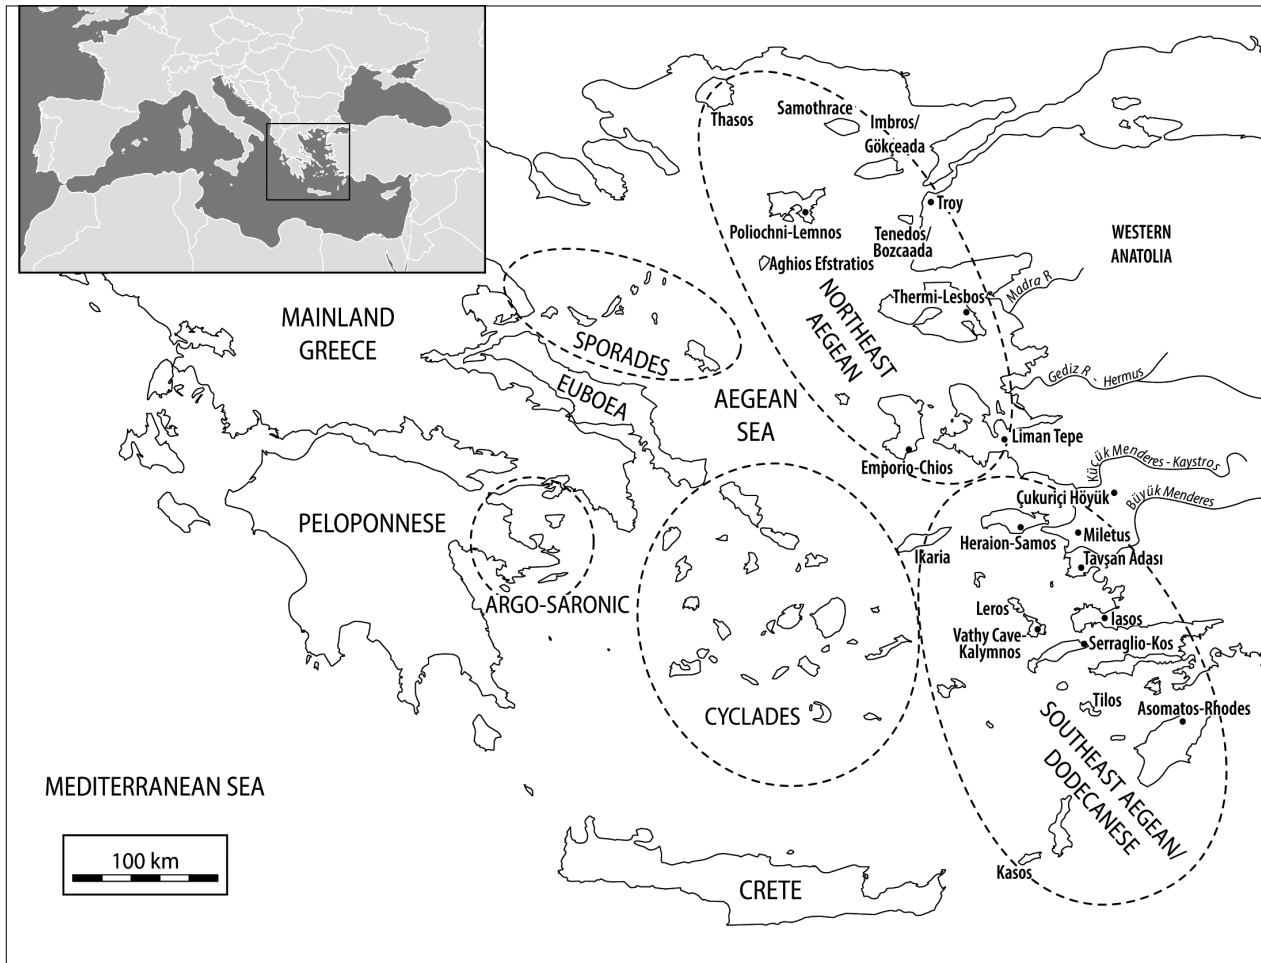 Thasos
Samothrace
Imbros/
Gökçeada
Troy
Poliochni-Lemnos
Tenedos/
Bozcaada
WESTERN
ANATOLIA
Aghios Efstratios
Thermi-Lesbos
Madra R.
NORTHEAST
AEGEAN
MAINLAND
GREECE
SPORADES
EUBOEA
AEGEAN
SEA
Gediz R. - Hermus
Liman Tepe
Emporio-Chios
Küçük Menderes - Kaystros
Çukuriçi Höyük
Büyük Menderes
PELOPONNESE
Heraion-Samos
Miletus
Ikaria
Tavşan Adası
ARGO-SARONIC
Leros
Iasos
Vathy Cave-
Kalymnos
Serraglio-Kos
CYCLADES
Tilos
Asomatos-Rhodes
SOUTHEAST AEGEAN/
DODECANESE
MEDITERRANEAN SEA
100 km
Kasos
CRETE